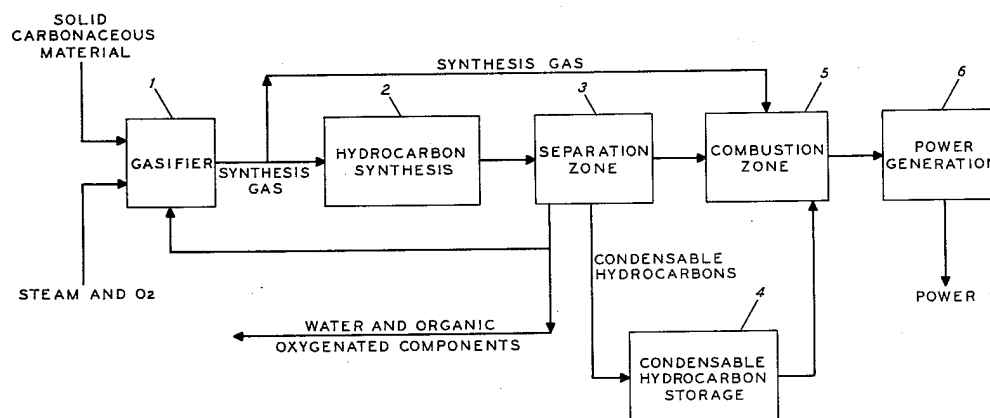 SOLID
CARBONACEOUS
MATERIAL
SYNTHESIS GAS
1
2
3
5
6
GASIFIER
SYNTHESIS
GAS
HYDROCARBON
SYNTHESIS
SEPARATION
ZONE
COMBUSTION
ZONE
POWER
GENERATION
STEAM AND O2
CONDENSABLE
HYDROCARBONS
POWER
WATER AND ORGANIC
OXYGENATED COMPONENTS
4
CONDENSABLE
HYDROCARBON
STORAGE